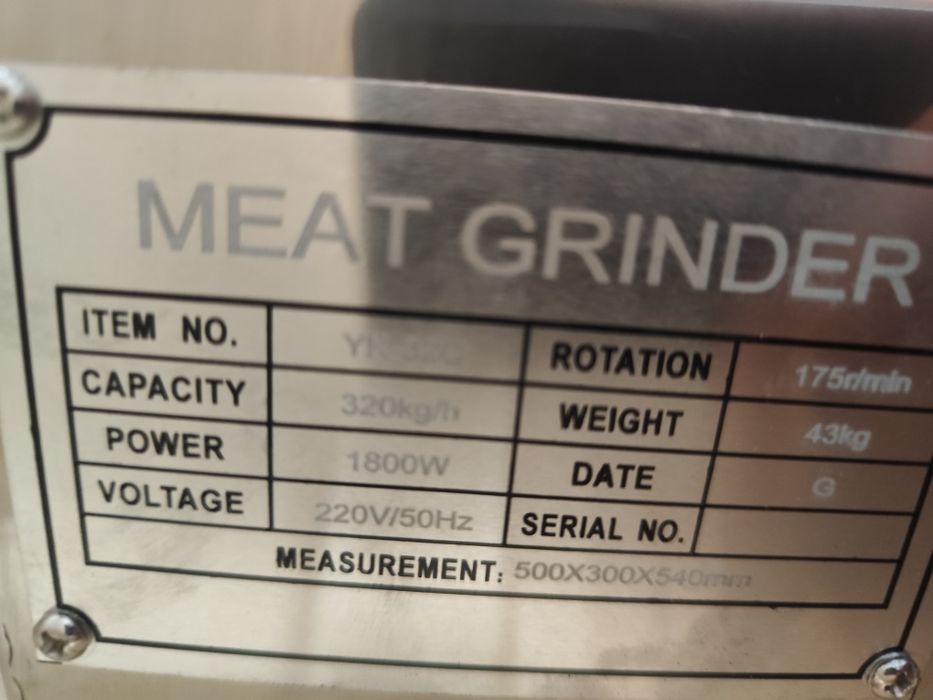 MEAT GRINDER
ITEM NO. ROTATION 175r/min
CAPACITY 320kg/h WEIGHT 43kg
POWER 1800W DATE G
VOLTAGE 220V/50Hz SERIAL NO.
MEASUREMENT: 500X300X540mm